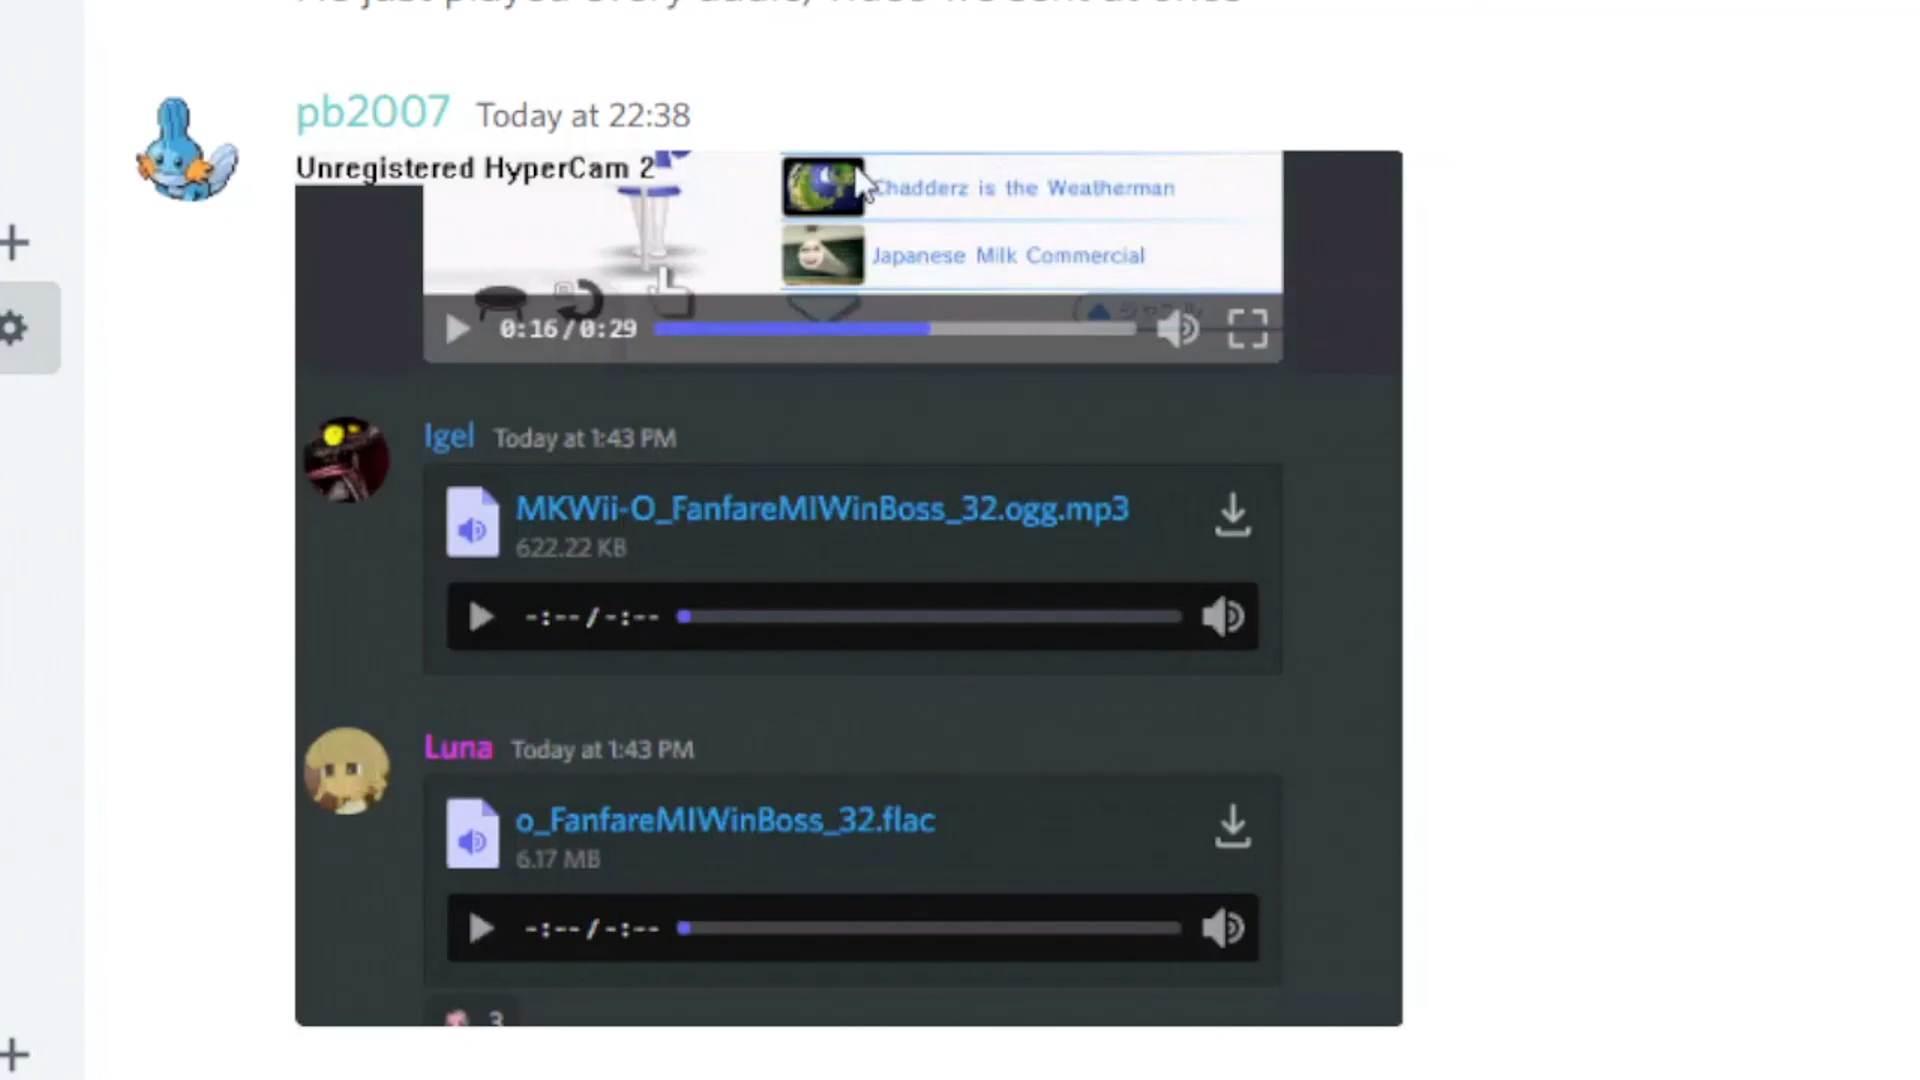 pb2007 Today at 22:38
Unregistered HyperCam 2
Chadderz is the Weatherman
Japanese Milk Commercial
0:16/0:29
Igel Today at 1:43 PM
MKWii-O_FanfareMIWinBoss_32.ogg.mp3
622.22 KB
-:--/-:--
Luna Today at 1:43 PM
o_FanfareMIWinBoss_32.flac
6.17 MB
-:--/-:--
3